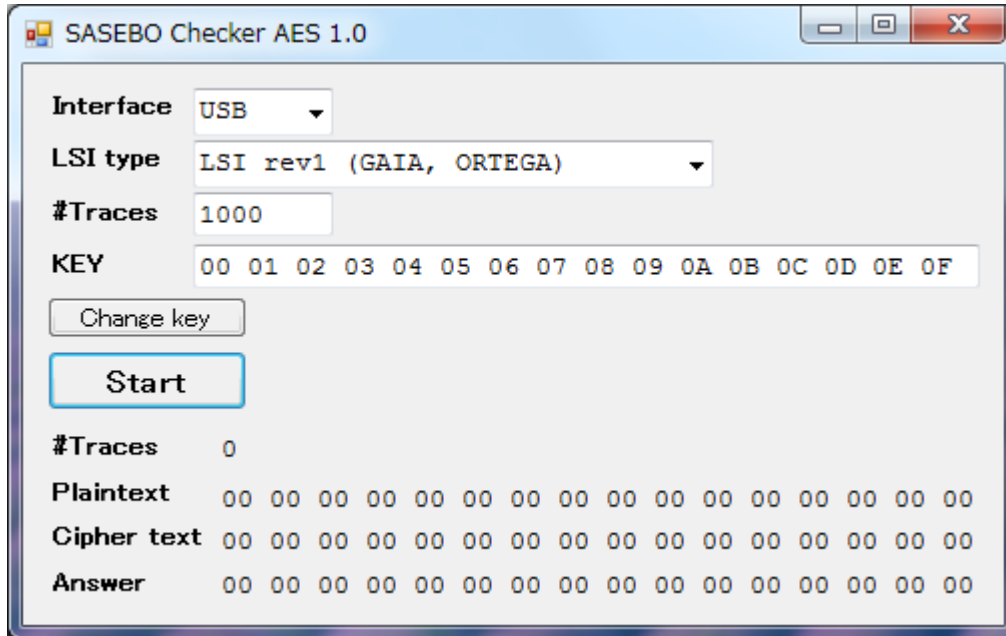 SASEBO Checker AES 1.0
Interface USB
LSI type LSI rev1 (GAIA, ORTEGA)
#Traces 1000
KEY 00 01 02 03 04 05 06 07 08 09 0A 0B 0C 0D 0E 0F
Change key
Start
#Traces 0
Plaintext 00 00 00 00 00 00 00 00 00 00 00 00 00 00 00 00
Cipher text 00 00 00 00 00 00 00 00 00 00 00 00 00 00 00 00
Answer 00 00 00 00 00 00 00 00 00 00 00 00 00 00 00 00